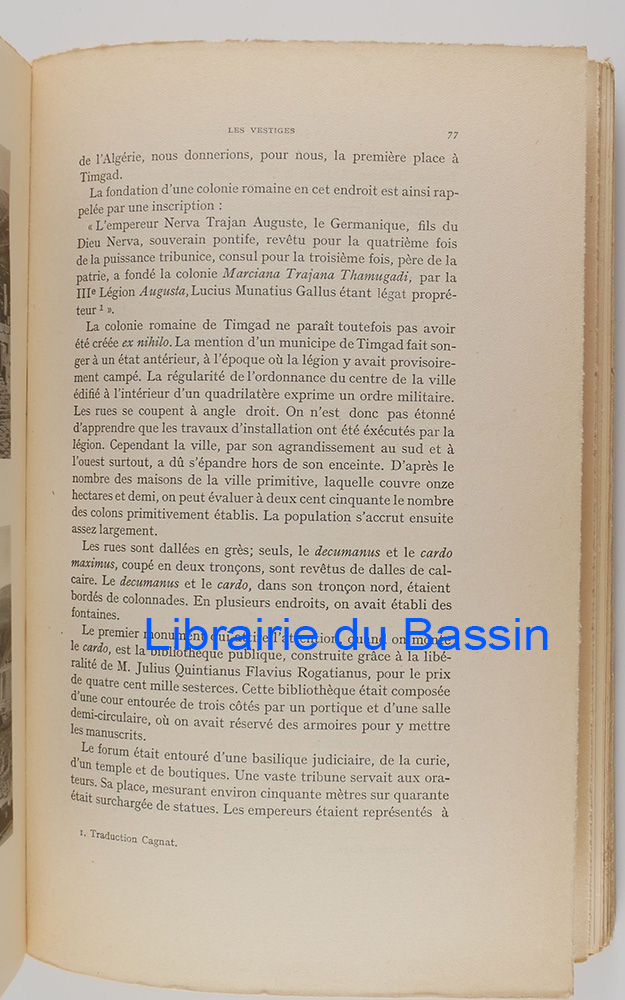 LES VESTIGES 77
de l'Algérie, nous donnerions, pour nous, la première place à
Timgad.
La fondation d'une colonie romaine en cet endroit est ainsi rap-
pelée par une inscription :
« L'empereur Nerva Trajan Auguste, le Germanique, fils du
Dieu Nerva, souverain pontife, revêtu pour la quatrième fois
de la puissance tribunice, consul pour la troisième fois, père de la
patrie, a fondé la colonie Marciana Trajana Thamugadi, par la
IIIe Légion Augusta, Lucius Munatius Gallus étant légat propré-
teur 1 ».
La colonie romaine de Timgad ne paraît toutefois pas avoir
été créée ex nihilo. La mention d'un municipe de Timgad fait son-
ger à un état antérieur, à l'époque où la légion y avait provisoire-
ment campé. La régularité de l'ordonnance du centre de la ville
édifié à l'intérieur d'un quadrilatère exprime un ordre militaire.
Les rues se coupent à angle droit. On n'est donc pas étonné
d'apprendre que les travaux d'installation ont été éxécutés par la
légion. Cependant la ville, par son agrandissement au sud et à
l'ouest surtout, a dû s'épandre hors de son enceinte. D'après le
nombre des maisons de la ville primitive, laquelle couvre onze
hectares et demi, on peut évaluer à deux cent cinquante le nombre
des colons primitivement établis. La population s'accrut ensuite
assez largement.
Les rues sont dallées en grès; seuls, le decumanus et le cardo
maximus, coupé en deux tronçons, sont revêtus de dalles de cal-
caire. Le decumanus et le cardo, dans son tronçon nord, étaient
bordés de colonnades. En plusieurs endroits, on avait établi des
fontaines.
Le premier monument qui attire l'attention, quand on monte
Librairie du Bassin
le cardo, est la bibliothèque publique, construite grâce à la libé-
ralité de M. Julius Quintianus Flavius Rogatianus, pour le prix
de quatre cent mille sesterces. Cette bibliothèque était composée
d'une cour entourée de trois côtés par un portique et d'une salle
demi-circulaire, où on avait réservé des armoires pour y mettre
les manuscrits.
Le forum était entouré d'une basilique judiciaire, de la curie,
d'un temple et de boutiques. Une vaste tribune servait aux ora-
teurs. Sa place, mesurant environ cinquante mètres sur quarante
était surchargée de statues. Les empereurs étaient représentés à
1. Traduction Cagnat.